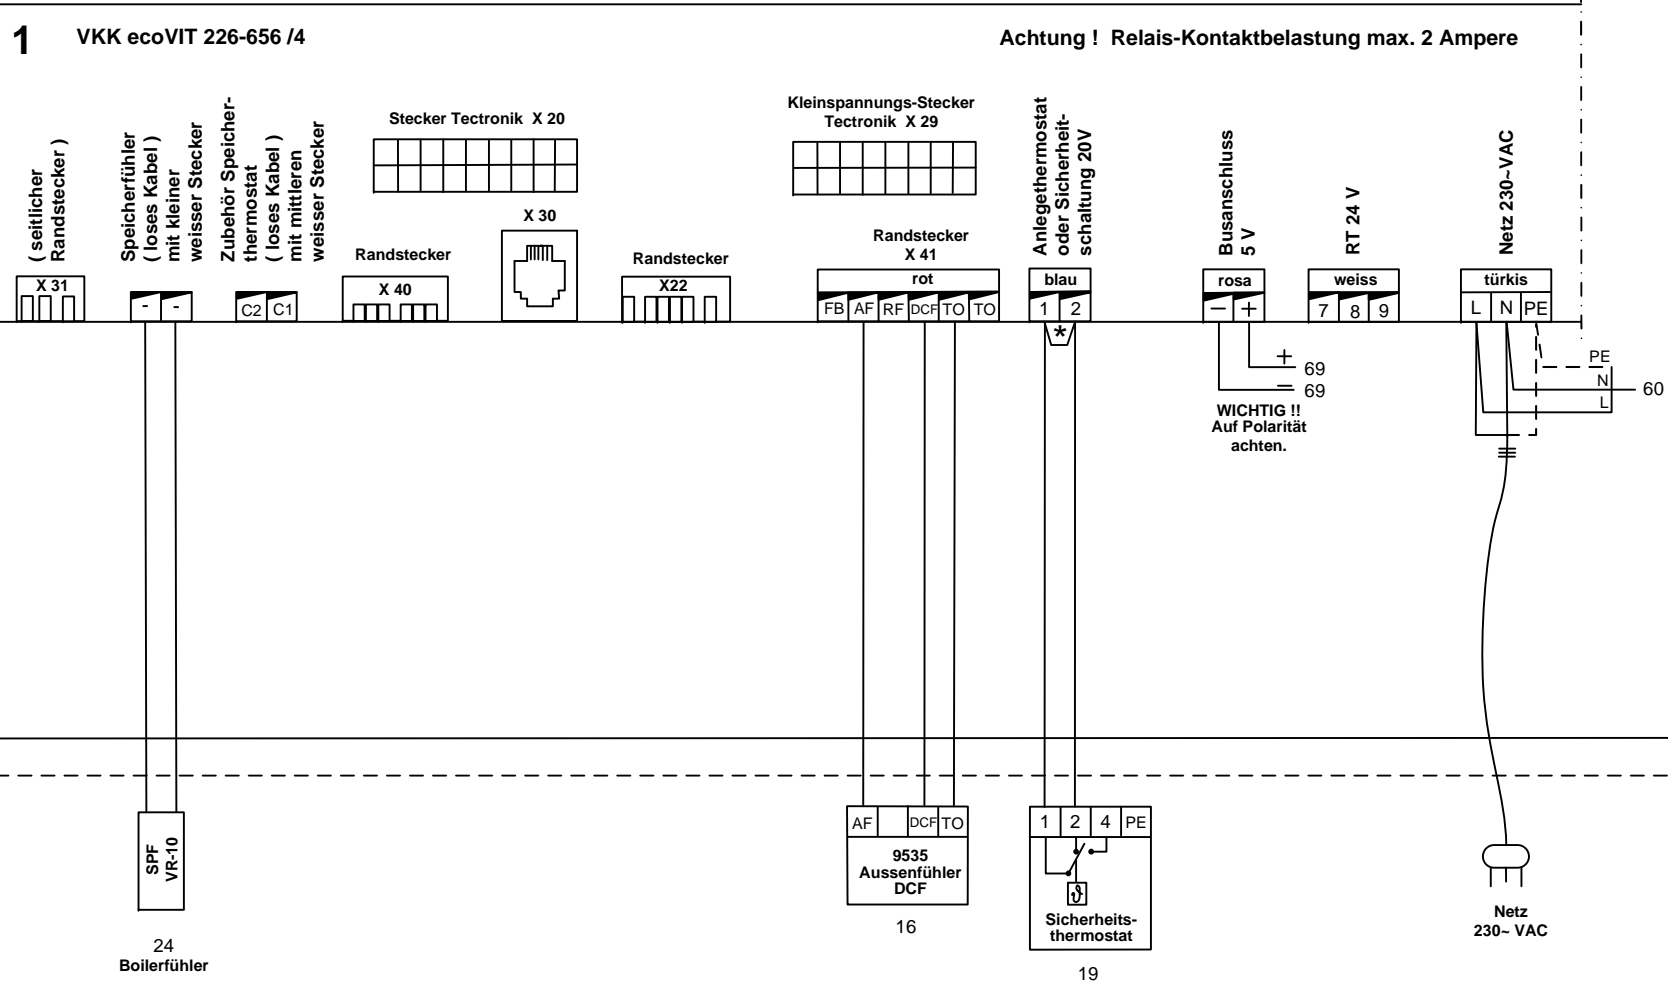 1
VKK ecoVIT 226-656 /4
Achtung ! Relais-Kontaktbelastung max. 2 Ampere
( seitlicher
Randstecker )
X 31
Speicherfühler
( loses Kabel )
mit kleiner
weisser Stecker
- -
Zubehör Speicher-
thermostat
( loses Kabel )
mit mittleren
weisser Stecker
C2 C1
Stecker Tectronik X 20
Randstecker
X 40
X 30
Randstecker
X22
Kleinspannungs-Stecker
Tectronik X 29
Randstecker
X 41
rot
FB AF RF DCF TO TO
Anlegethermostat
oder Sicherheit-
schaltung 20V
blau
1 2
*
Busanschluss
5 V
rosa
− +
+ 69
− 69
WICHTIG !!
Auf Polarität
achten.
RT 24 V
weiss
7 8 9
Netz 230~VAC
türkis
L N PE
PE
N 60
L
SPF
VR-10
24
Boilerfühler
AF DCF TO
9535
Aussenfühler
DCF
16
1 2 4 PE
ϑ
Sicherheits-
thermostat
19
Netz
230~ VAC